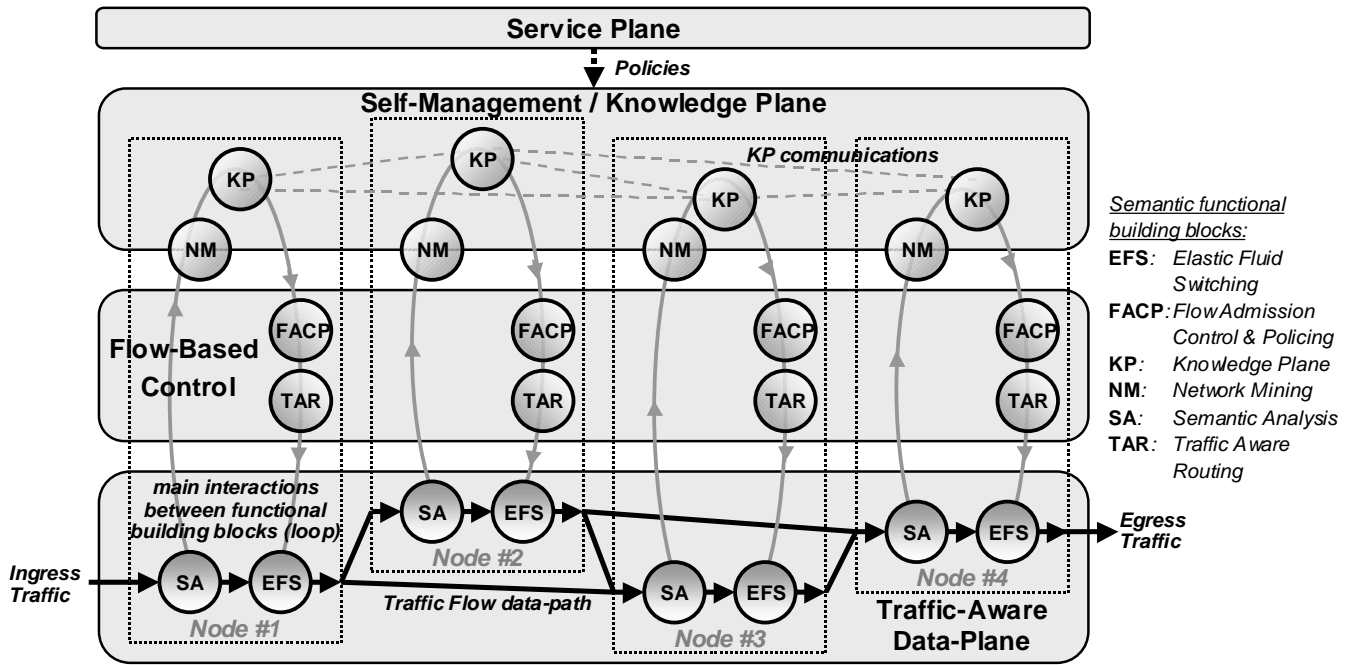 Service Plane
Policies
Self-Management / Knowledge Plane
KP communications
KP
KP
KP
KP
NM
NM
NM
NM
Semantic functional
building blocks:
EFS: Elastic Fluid
Switching
FACP: Flow Admission
Control & Policing
KP: Knowledge Plane
NM: Network Mining
SA: Semantic Analysis
TAR: Traffic Aware
Routing
Flow-Based
Control
FACP
FACP
FACP
FACP
TAR
TAR
TAR
TAR
main interactions
between functional
building blocks (loop)
SA
EFS
Node #2
SA
EFS
Node #4
Egress
Traffic
Ingress
Traffic
SA
EFS
Node #1
Traffic Flow data-path
SA
EFS
Node #3
Traffic-Aware
Data-Plane